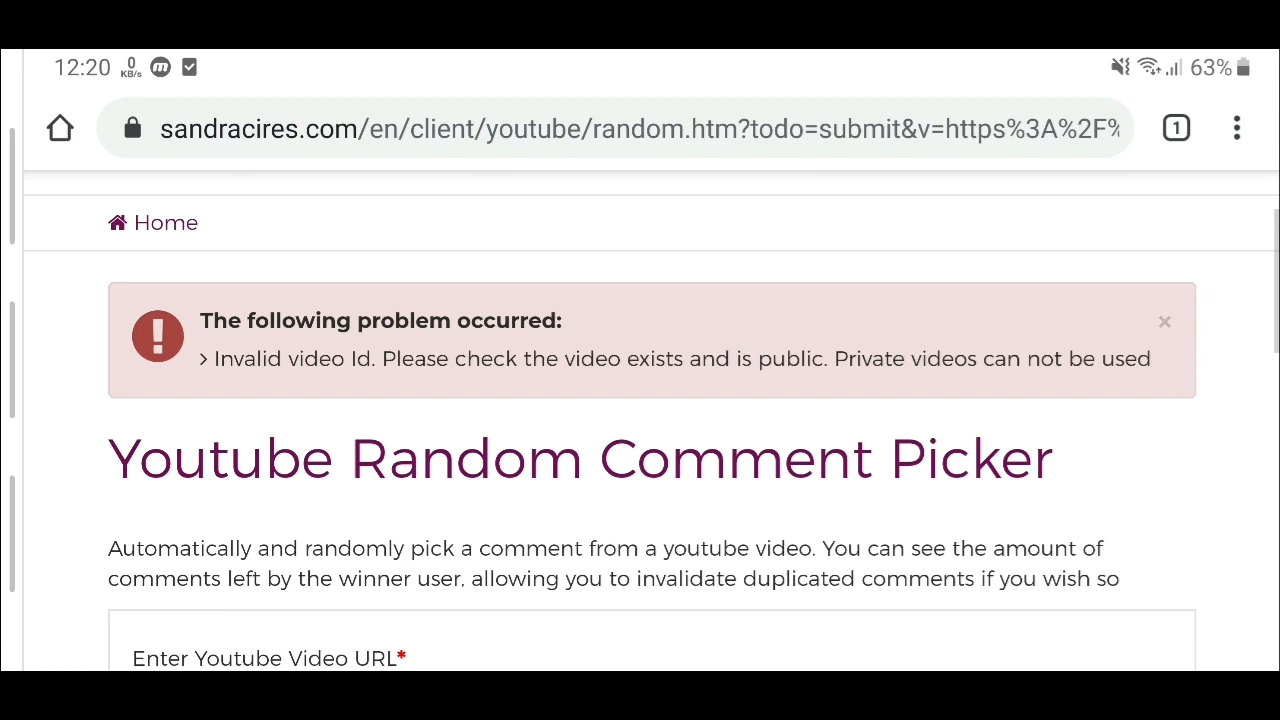 12:20 0 KB/s m 63%
sandracires.com/en/client/youtube/random.htm?todo=submit&v=https%3A%2F% 1
Home
The following problem occurred: ×
› Invalid video Id. Please check the video exists and is public. Private videos can not be used
Youtube Random Comment Picker
Automatically and randomly pick a comment from a youtube video. You can see the amount of
comments left by the winner user, allowing you to invalidate duplicated comments if you wish so
Enter Youtube Video URL*